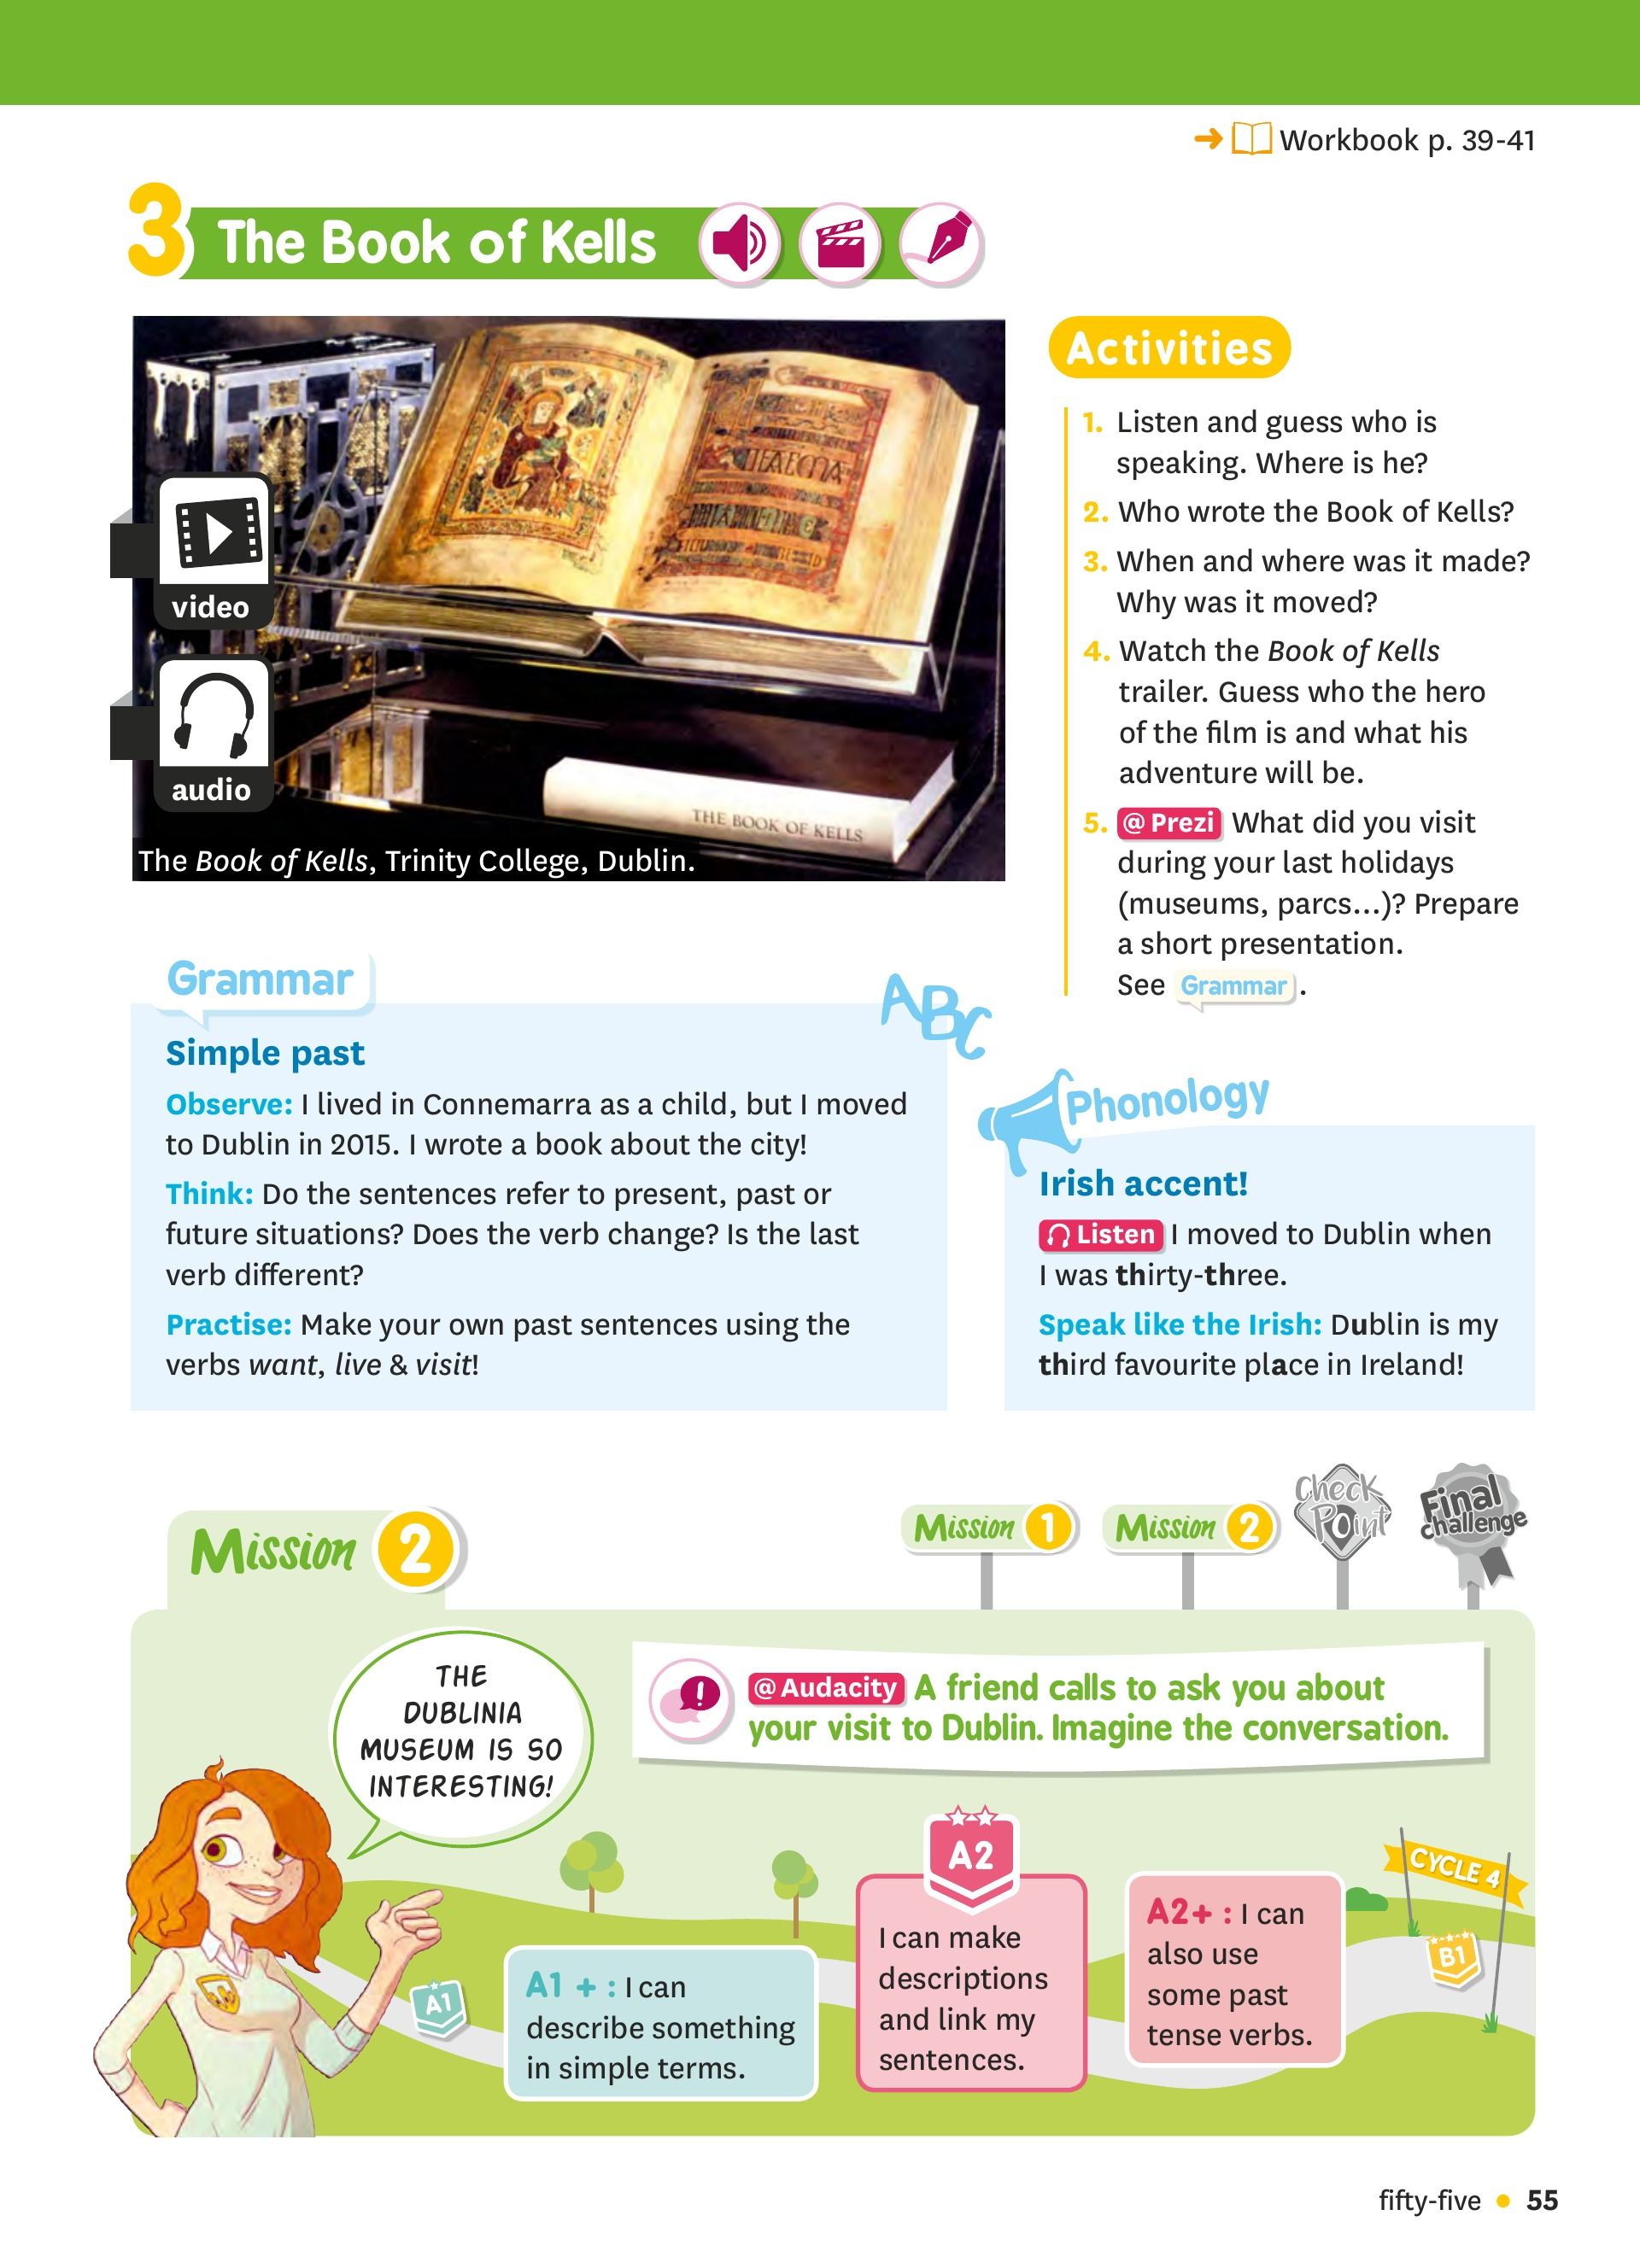 Workbook p. 39-41
3 The Book of Kells
video
audio
THE BOOK OF KELLS
The Book of Kells, Trinity College, Dublin.
Activities
1. Listen and guess who is
speaking. Where is he?
2. Who wrote the Book of Kells?
3. When and where was it made?
Why was it moved?
4. Watch the Book of Kells
trailer. Guess who the hero
of the film is and what his
adventure will be.
5. @ Prezi What did you visit
during your last holidays
(museums, parcs...)? Prepare
a short presentation.
See Grammar.
Grammar
ABC
Simple past
Observe: I lived in Connemarra as a child, but I moved
to Dublin in 2015. I wrote a book about the city!
Think: Do the sentences refer to present, past or
future situations? Does the verb change? Is the last
verb different?
Practise: Make your own past sentences using the
verbs want, live & visit!
Phonology
Irish accent!
Listen I moved to Dublin when
I was thirty-three.
Speak like the Irish: Dublin is my
third favourite place in Ireland!
Mission 2
Mission 1
Mission 2
Check
Point
Final
challenge
THE
DUBLINIA
MUSEUM IS SO
INTERESTING!
@ Audacity A friend calls to ask you about
your visit to Dublin. Imagine the conversation.
A1
A1 + : I can
describe something
in simple terms.
A2
I can make
descriptions
and link my
sentences.
A2+ : I can
also use
some past
tense verbs.
CYCLE 4
B1
fifty-five • 55